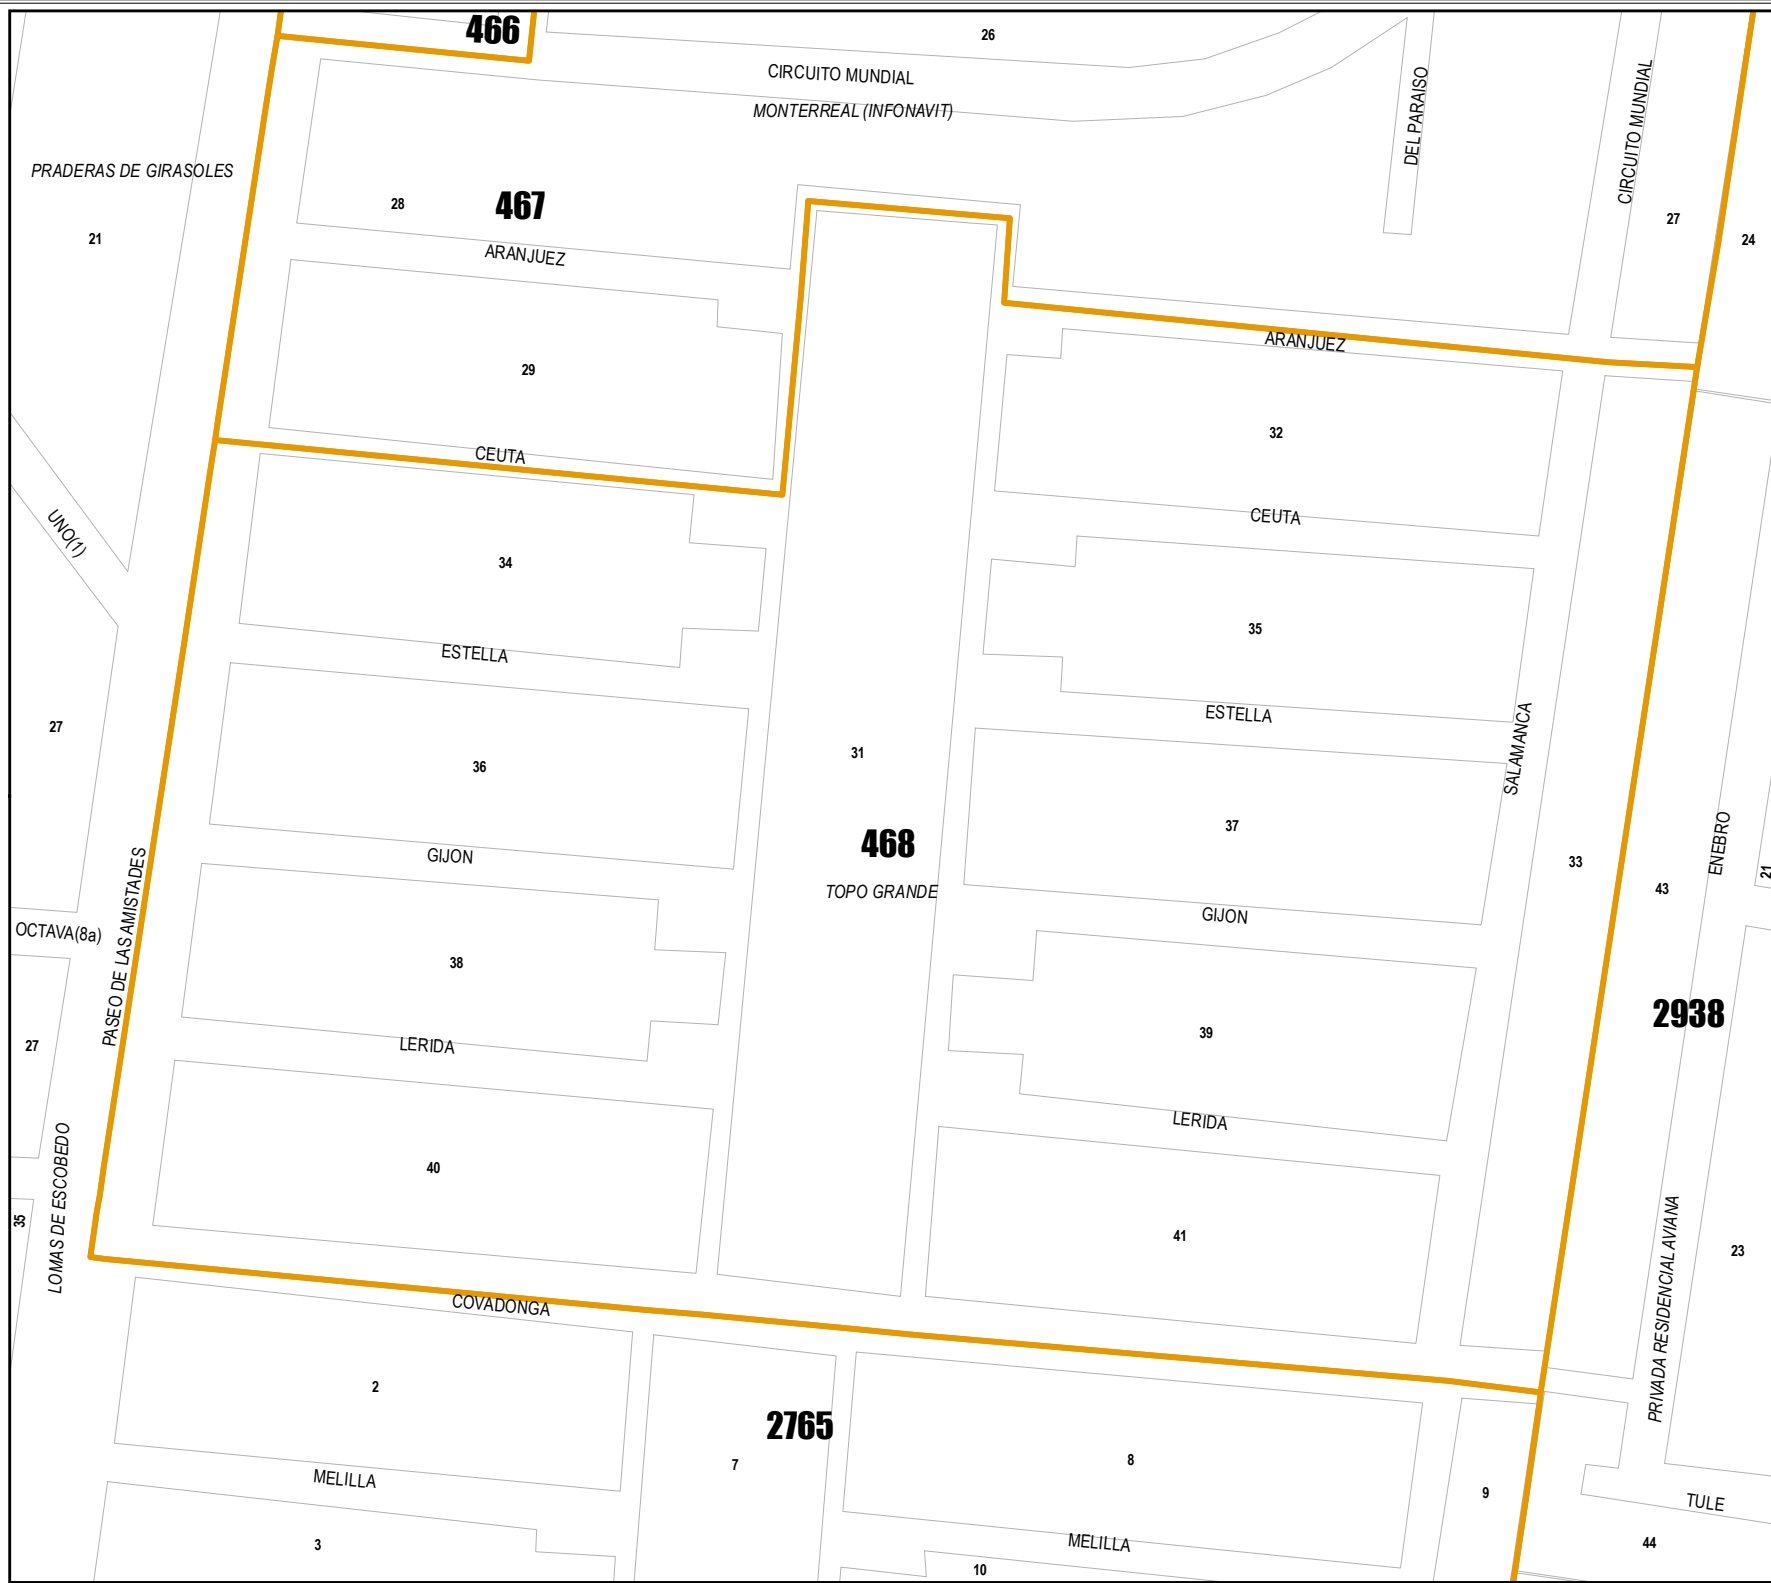 466
26
CIRCUITO MUNDIAL
MONTERREAL (INFONAVIT)
DEL PARAISO
CIRCUITO MUNDIAL
PRADERAS DE GIRASOLES
28
467
27
21
24
ARANJUEZ
ARANJUEZ
29
32
CEUTA
CEUTA
UNO(1)
34
35
ESTELLA
ESTELLA
27
SALAMANCA
31
36
37
468
GIJON
ENEBRO
33
21
43
TOPO GRANDE
PASEO DE LAS AMISTADES
GIJON
OCTAVA(8a)
38
2938
39
27
LERIDA
LERIDA
40
LOMAS DE ESCOBEDO
35
41
23
COVADONGA
PRIVADA RESIDENCIAL AVIANA
2
2765
7
8
MELILLA
9
TULE
3
MELILLA
44
10